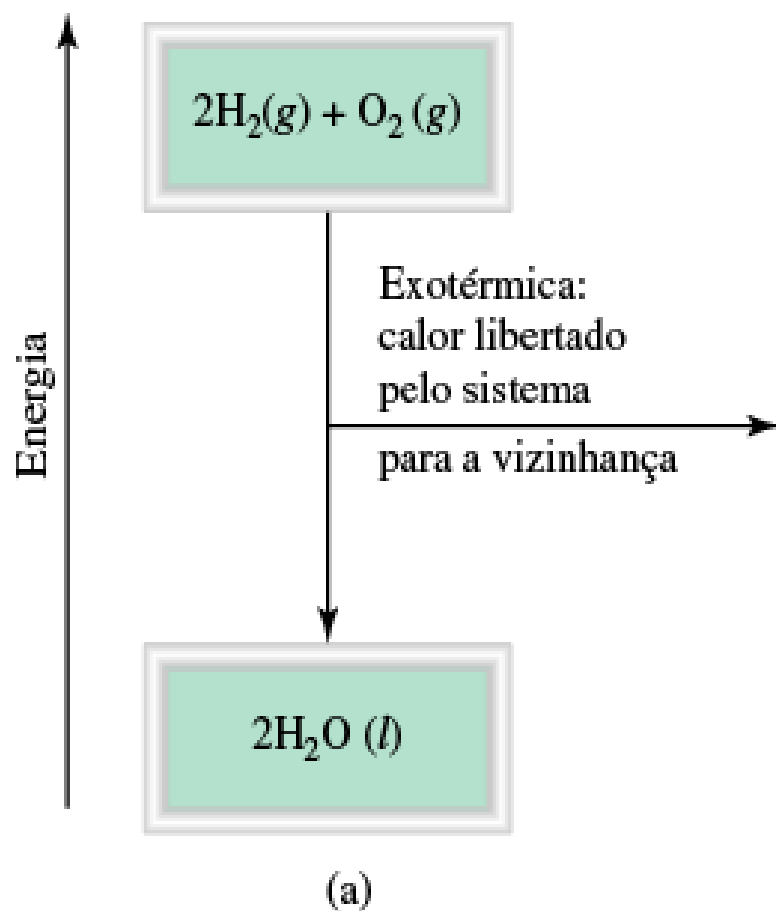 2H₂(g) + O₂ (g)
Exotérmica:
calor libertado
pelo sistema
para a vizinhança
Energia
2H₂O (l)
(a)